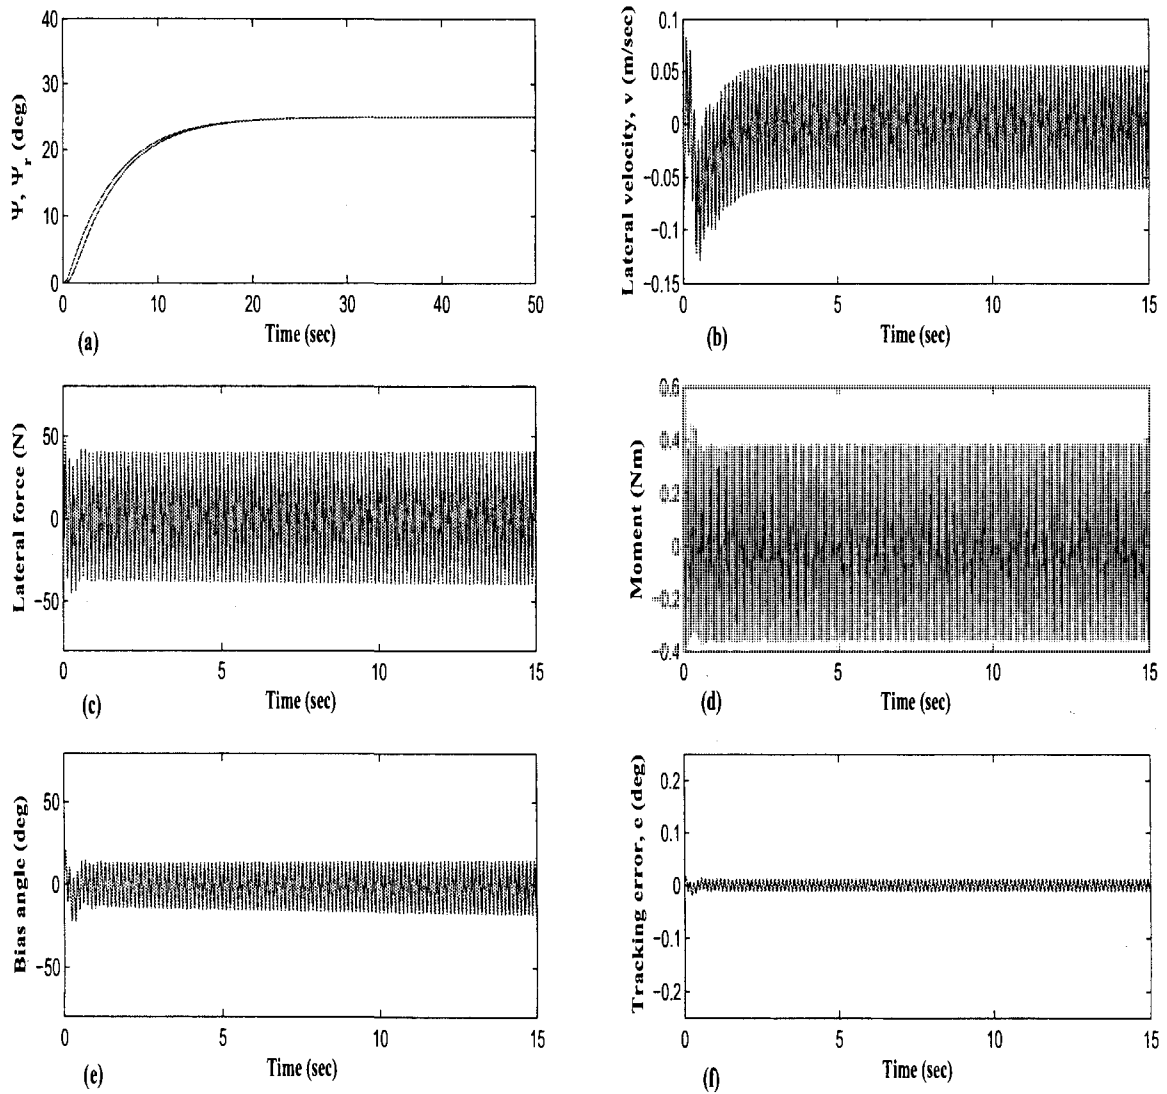 40
30
20
10
0
Ψ, Ψr (deg)
0 10 20 30 40 50
Time (sec)
(a)
0.1
0.05
0
−0.05
−0.1
−0.15
Lateral velocity, v (m/sec)
0 5 10 15
Time (sec)
(b)
50
0
−50
Lateral force (N)
0 5 10 15
Time (sec)
(c)
0.6
0.4
0.2
0
−0.2
−0.4
Moment (Nm)
0 5 10 15
Time (sec)
(d)
50
0
−50
Bias angle (deg)
0 5 10 15
Time (sec)
(e)
0.2
0.1
0
−0.1
−0.2
Tracking error, e (deg)
0 5 10 15
Time (sec)
(f)